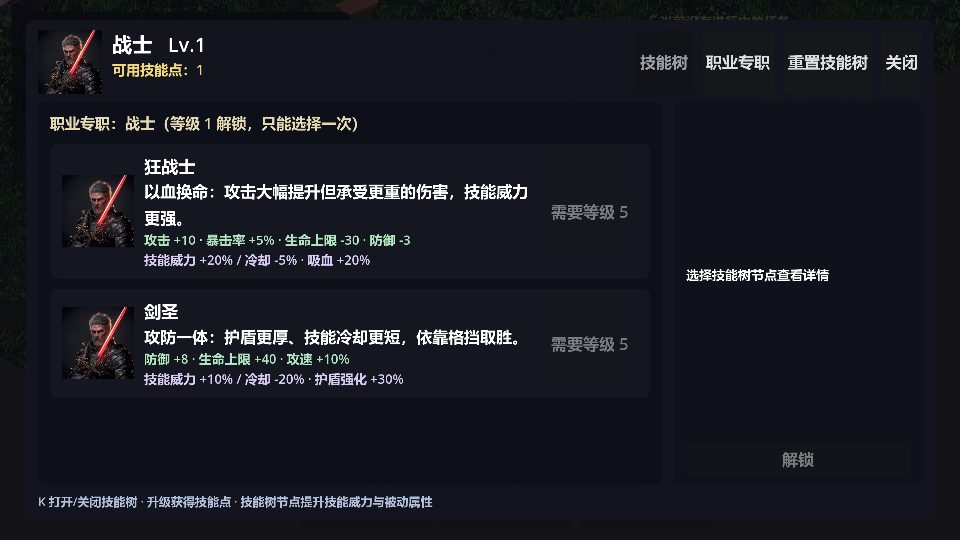 战士 Lv.1
可用技能点：1
技能树 职业专职 重置技能树 关闭
职业专职：战士（等级 1 解锁，只能选择一次）
狂战士
以血换命：攻击大幅提升但承受更重的伤害，技能威力
更强。
攻击 +10 · 暴击率 +5% · 生命上限 -30 · 防御 -3
技能威力 +20% / 冷却 -5% · 吸血 +20%
需要等级 5
剑圣
攻防一体：护盾更厚、技能冷却更短，依靠格挡取胜。
防御 +8 · 生命上限 +40 · 攻速 +10%
技能威力 +10% / 冷却 -20% · 护盾强化 +30%
需要等级 5
选择技能树节点查看详情
解锁
K 打开/关闭技能树 · 升级获得技能点 · 技能树节点提升技能威力与被动属性